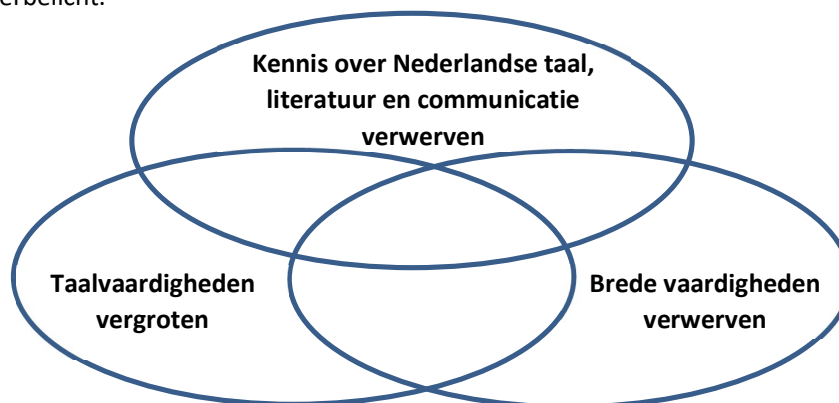 Kennis over Nederlandse taal,
literatuur en communicatie
verwerven
Taalvaardigheden
vergroten
Brede vaardigheden
verwerven